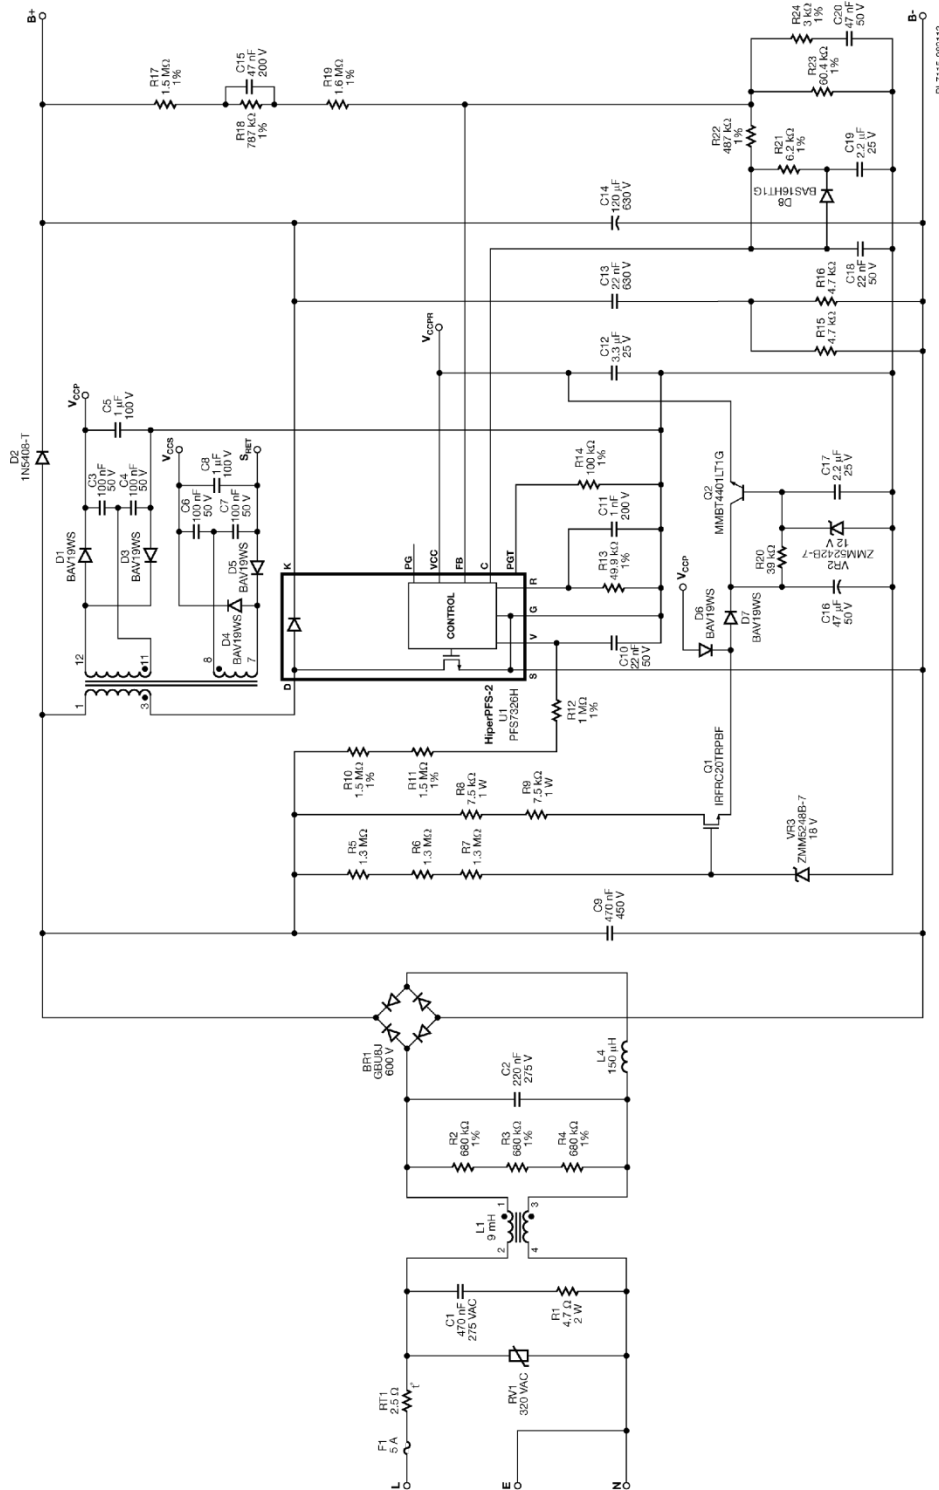 L
E
N
F1
5 A
RT1
2.5 Ω
t°
RV1
320 VAC
C1
470 nF
275 VAC
R1
4.7 Ω
2 W
L1
9 mH
2
1
4
3
R2
680 kΩ
1%
R3
680 kΩ
1%
R4
680 kΩ
1%
C2
220 nF
275 V
L4
150 µH
BR1
GBU8J
600 V
C9
470 nF
450 V
R5
1.3 MΩ
R6
1.3 MΩ
R7
1.3 MΩ
VR3
ZMM5248B-7
18 V
R8
7.5 kΩ
1 W
R9
7.5 kΩ
1 W
Q1
IRFRC20TRPBF
R10
1.5 MΩ
1%
R11
1.5 MΩ
1%
R12
1 MΩ
1%
1
3
12
11
8
7
D1
BAV19WS
D3
BAV19WS
D4
BAV19WS
D5
BAV19WS
C3
100 nF
50 V
C4
100 nF
50 V
C5
1 µF
100 V
VCCP
C6
100 nF
50 V
C7
100 nF
50 V
C8
1 µF
100 V
VCCS
SRET
D2
1N5408-T
HiperPFS-2
U1
PFS7326H
D
K
S
CONTROL
PG
VCC
FB
C
PGT
V
G
R
C10
22 nF
50 V
R13
49.9 kΩ
1%
C11
1 nF
200 V
R14
100 kΩ
1%
VCCP
D6
BAV19WS
D7
BAV19WS
C16
47 µF
50 V
R20
39 kΩ
VR2
12 V
ZMM5242B-7
C17
2.2 µF
25 V
Q2
MMBT4401LT1G
VCCPR
C12
3.3 µF
25 V
C13
22 nF
630 V
C14
120 µF
630 V
R15
4.7 kΩ
R16
4.7 kΩ
R17
1.5 MΩ
1%
C15
47 nF
200 V
R18
787 kΩ
1%
R19
1.6 MΩ
1%
C18
22 nF
50 V
D8
BAS16HT1G
R21
6.2 kΩ
1%
C19
2.2 µF
25 V
R22
487 kΩ
1%
R23
60.4 kΩ
1%
R24
3 kΩ
1%
C20
47 nF
50 V
B+
B-